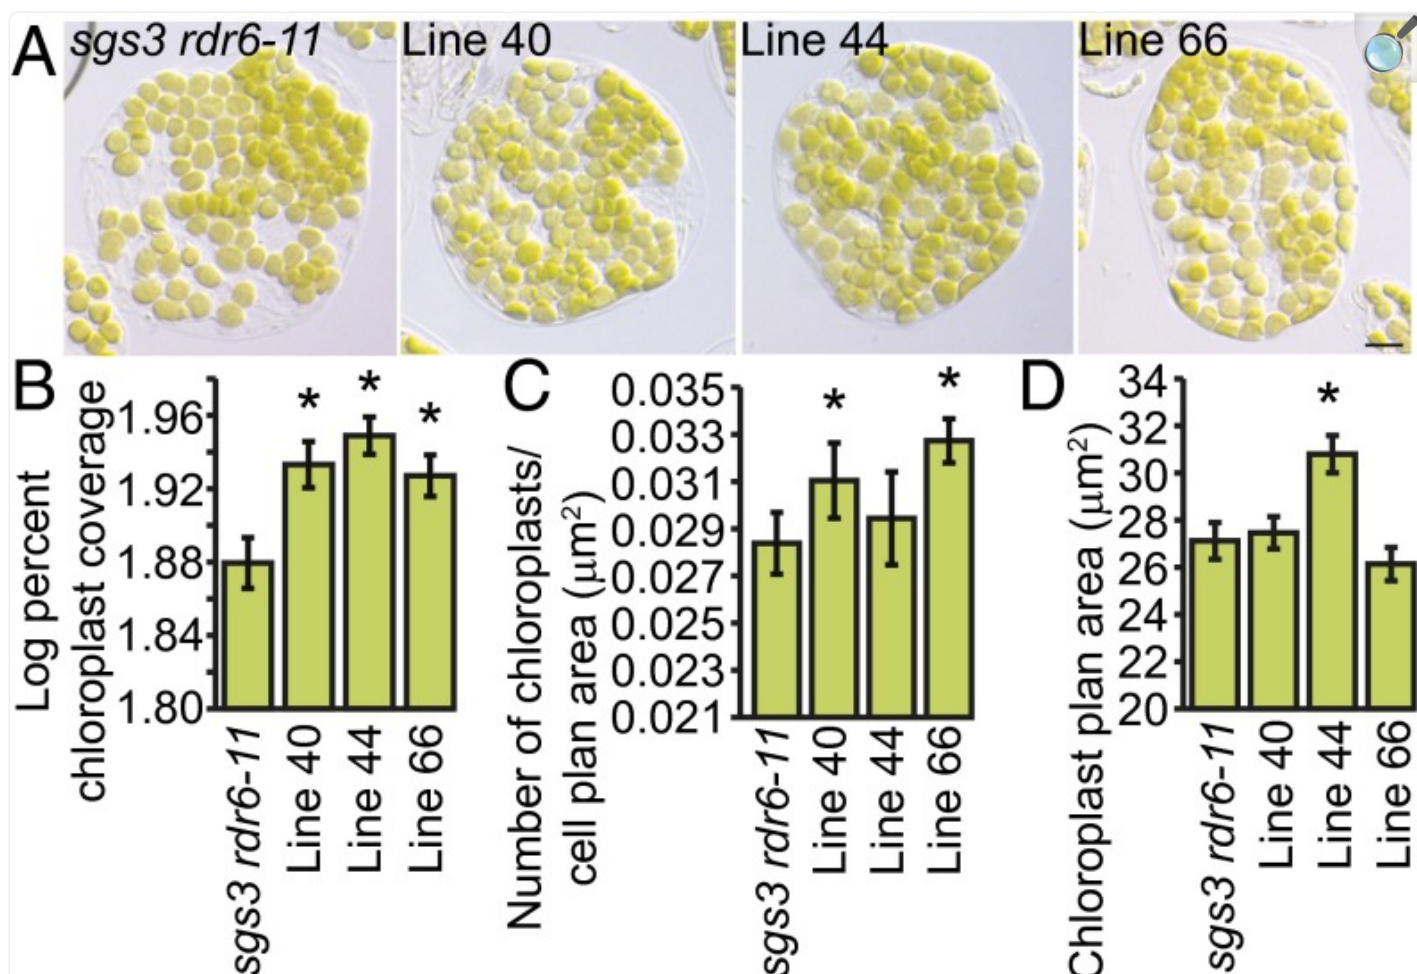 A
sgs3 rdr6-11
Line 40
Line 44
Line 66
B
Log percent
chloroplast coverage
1.96
1.92
1.88
1.84
1.80
*
*
*
sgs3 rdr6-11
Line 40
Line 44
Line 66
C
Number of chloroplasts/
cell plan area (μm²)
0.035
0.033
0.031
0.029
0.027
0.025
0.023
0.021
*
*
sgs3 rdr6-11
Line 40
Line 44
Line 66
D
Chloroplast plan area (μm²)
34
32
30
28
26
24
22
20
*
sgs3 rdr6-11
Line 40
Line 44
Line 66